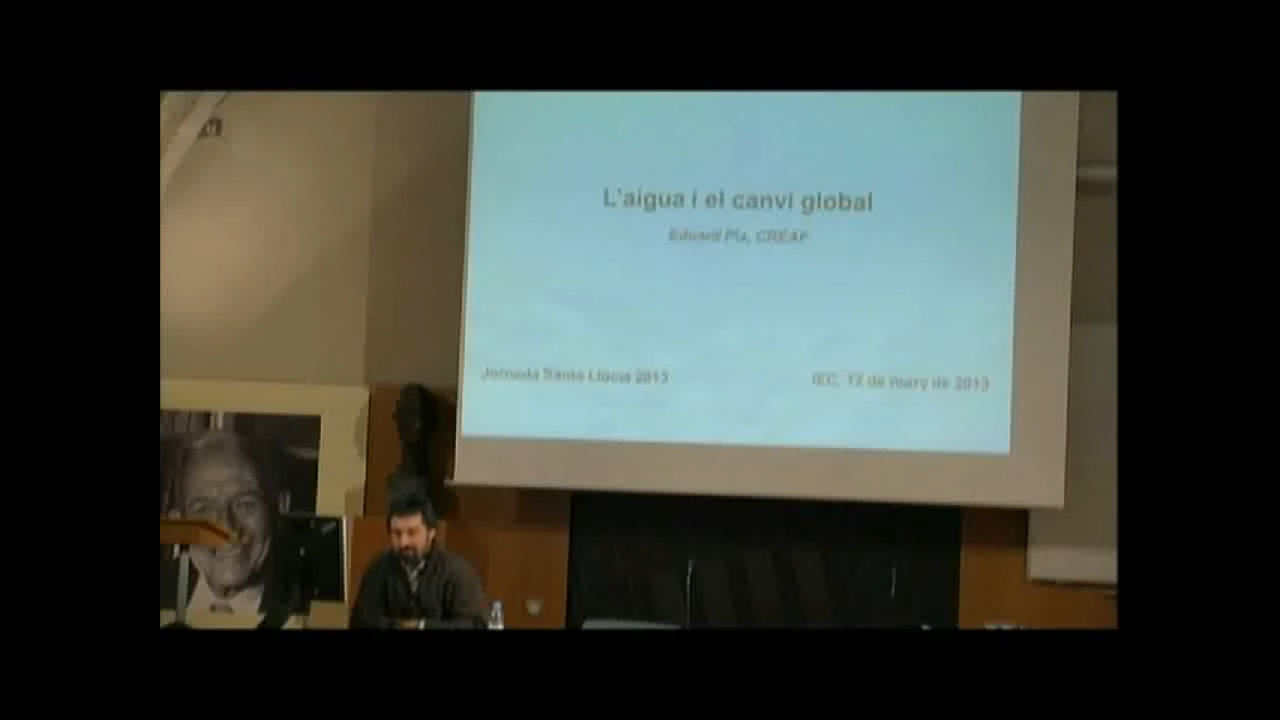 L'aigua i el canvi global
Eduard Pla, CREAF
Jornada Santa Llúcia 2013
IEC, 12 de març de 2013